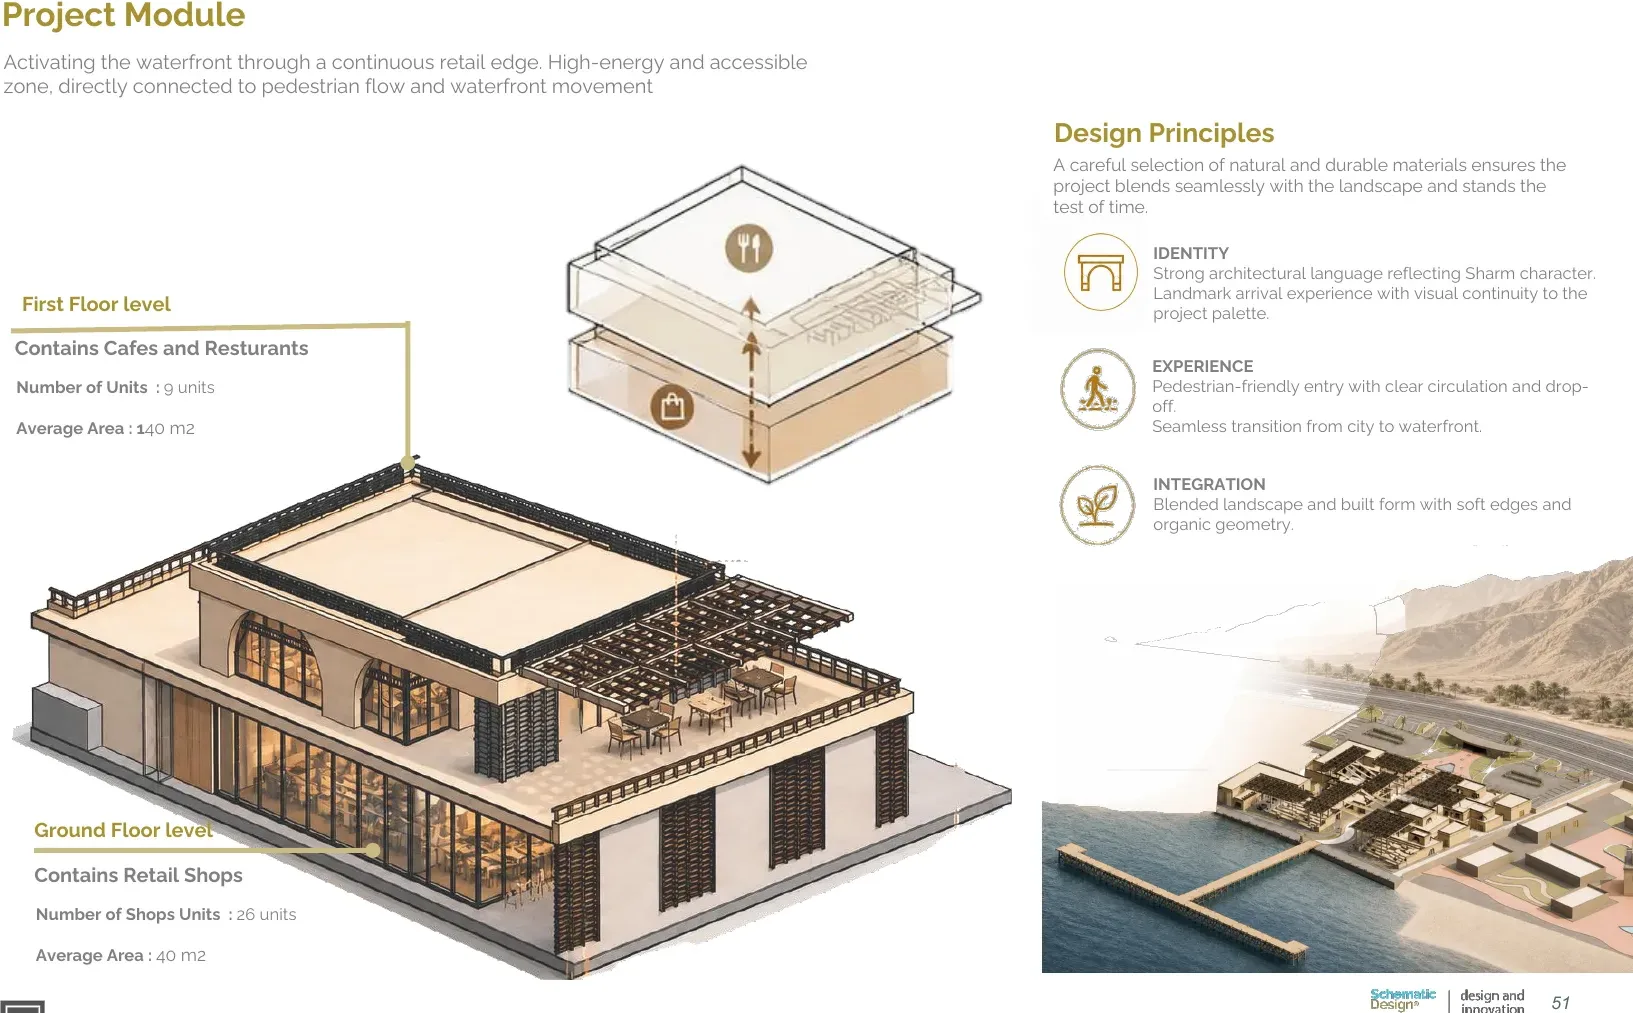 Project Module
Activating the waterfront through a continuous retail edge. High-energy and accessible
zone, directly connected to pedestrian flow and waterfront movement
First Floor level
Contains Cafes and Resturants
Number of Units : 9 units
Average Area : 140 m2
Ground Floor level
Contains Retail Shops
Number of Shops Units : 26 units
Average Area : 40 m2
Design Principles
A careful selection of natural and durable materials ensures the
project blends seamlessly with the landscape and stands the
test of time.
IDENTITY
Strong architectural language reflecting Sharm character.
Landmark arrival experience with visual continuity to the
project palette.
EXPERIENCE
Pedestrian-friendly entry with clear circulation and drop-
off.
Seamless transition from city to waterfront.
INTEGRATION
Blended landscape and built form with soft edges and
organic geometry.
Schematic
Design®
design and
innovation
51